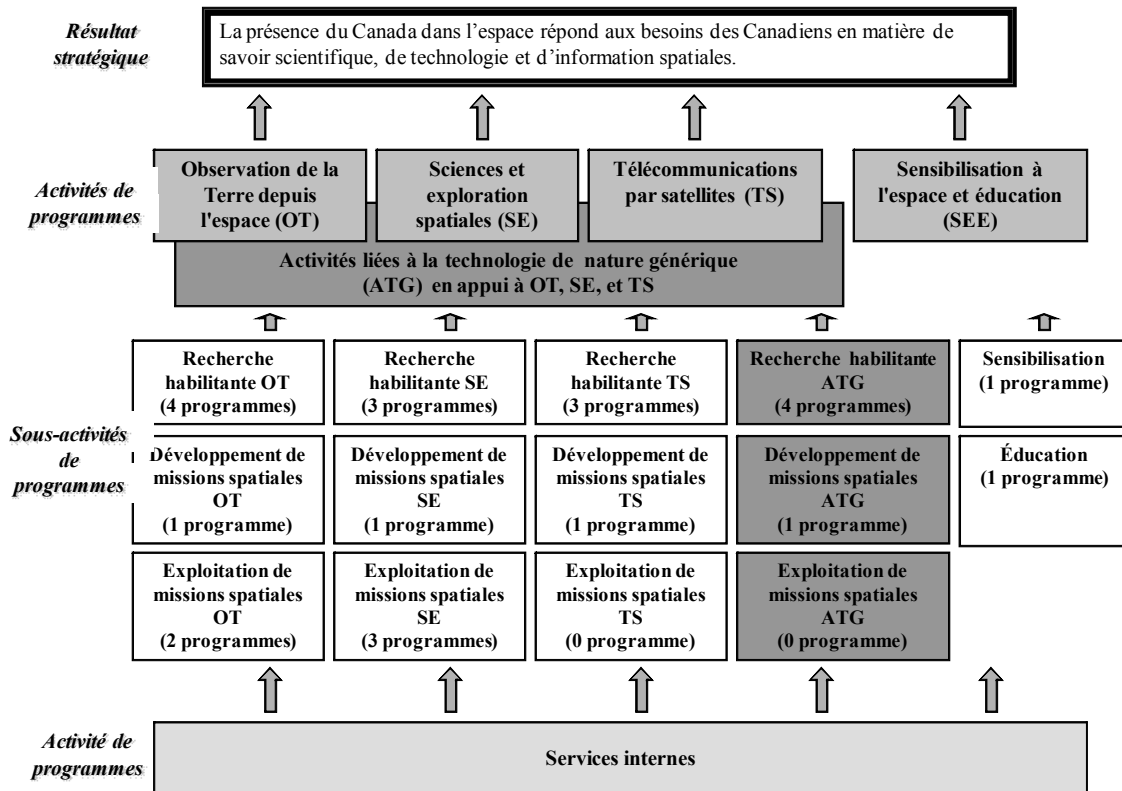 Résultat
stratégique
La présence du Canada dans l'espace répond aux besoins des Canadiens en matière de
savoir scientifique, de technologie et d'information spatiales.
Activités de
programmes
Observation de la
Terre depuis
l'espace (OT)
Sciences et
exploration
spatiales (SE)
Télécommunications
par satellites (TS)
Sensibilisation à
l'espace et éducation
(SEE)
Activités liées à la technologie de nature générique
(ATG) en appui à OT, SE, et TS
Sous-activités
de
programmes
Recherche
habilitante OT
(4 programmes)
Recherche
habilitante SE
(3 programmes)
Recherche
habilitante TS
(3 programmes)
Recherche habilitante
ATG
(4 programmes)
Sensibilisation
(1 programme)
Développement de
missions spatiales
OT
(1 programme)
Développement de
missions spatiales
SE
(1 programme)
Développement de
missions spatiales
TS
(1 programme)
Développement de
missions spatiales
ATG
(1 programme)
Éducation
(1 programme)
Exploitation de
missions spatiales
OT
(2 programmes)
Exploitation de
missions spatiales
SE
(3 programmes)
Exploitation de
missions spatiales
TS
(0 programme)
Exploitation de
missions spatiales
ATG
(0 programme)
Activité de
programmes
Services internes